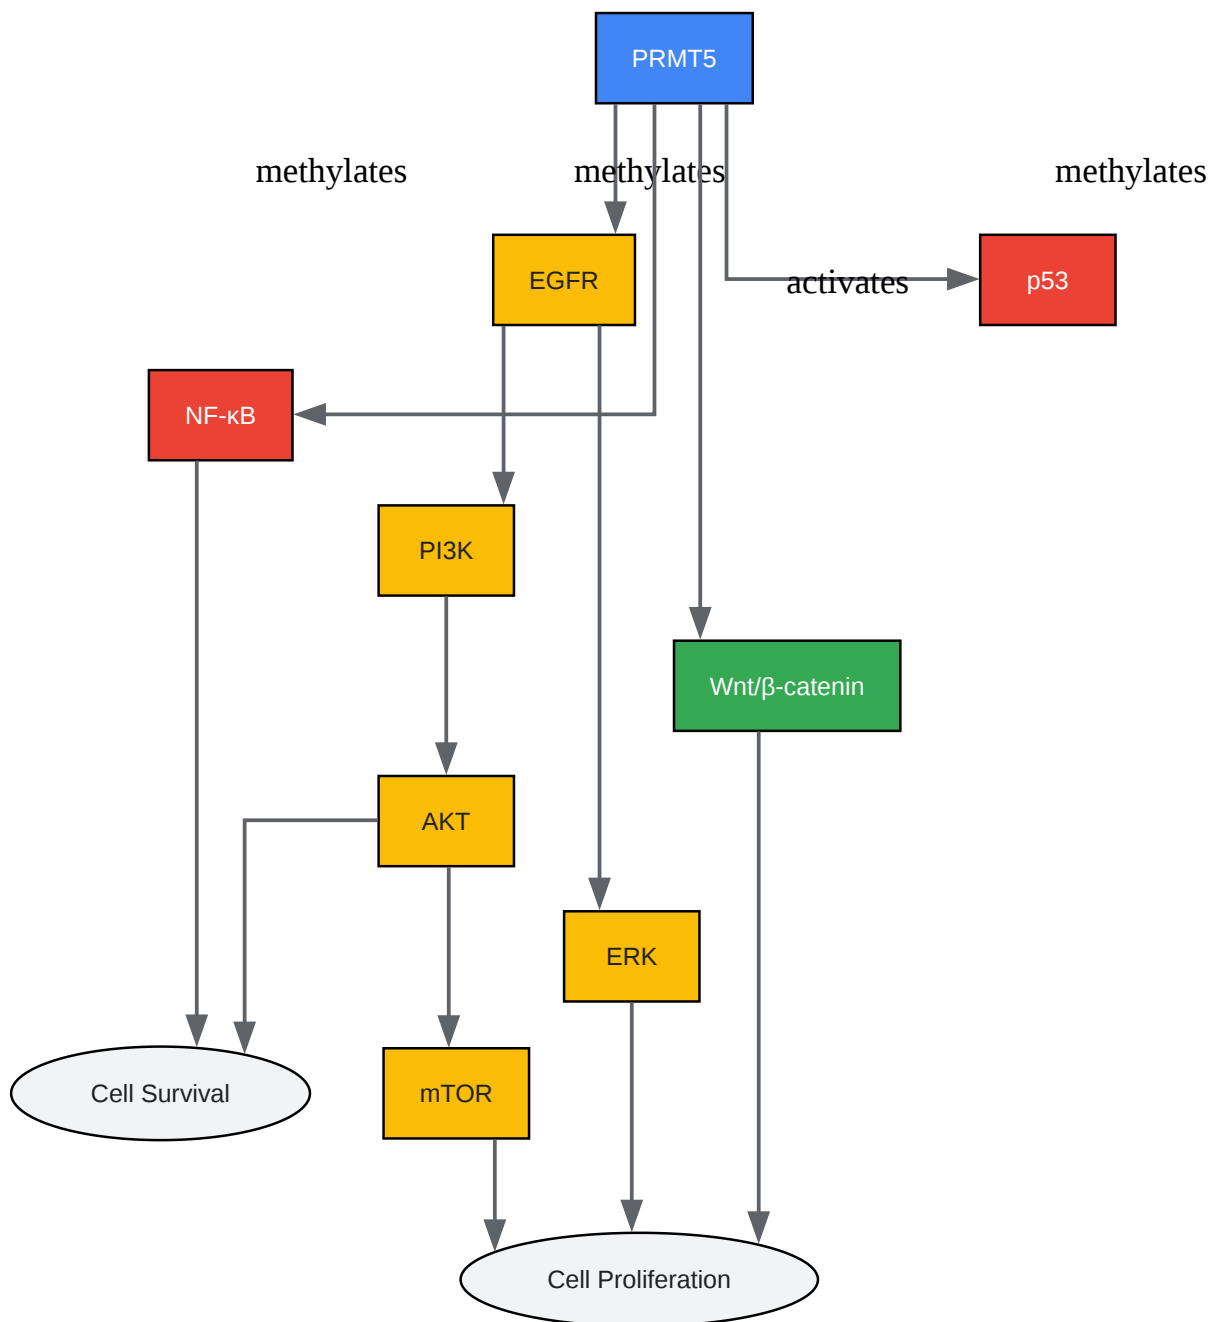 PRMT5
methylates
methylates
methylates
EGFR
activates
p53
NF-κB
PI3K
Wnt/β-catenin
AKT
ERK
Cell Survival
mTOR
Cell Proliferation